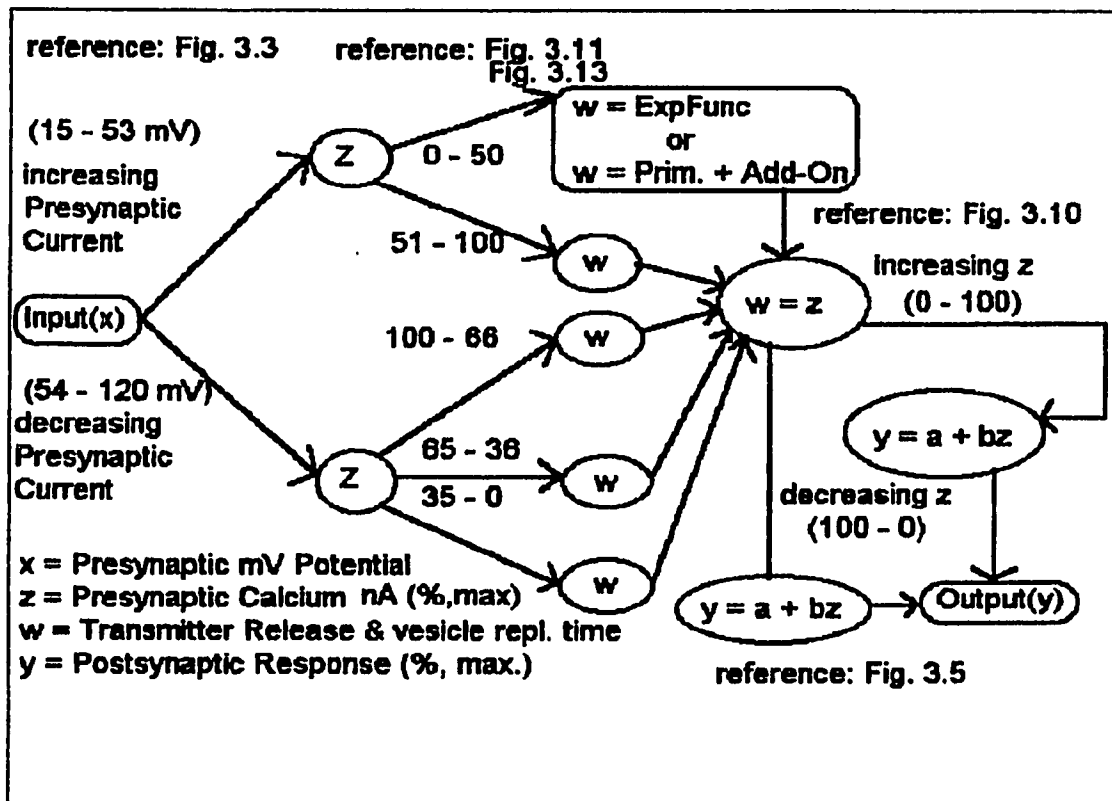 reference: Fig. 3.3
reference: Fig. 3.11
Fig. 3.13
w = ExpFunc
or
w = Prim. + Add-On
(15 - 53 mV)
increasing
Presynaptic
Current
Z
0 - 50
51 - 100
w
reference: Fig. 3.10
increasing z
(0 - 100)
w = z
Input(x)
100 - 66
w
(54 - 120 mV)
decreasing
Presynaptic
Current
Z
65 - 36
35 - 0
w
y = a + bz
decreasing z
(100 - 0)
w
y = a + bz
Output(y)
x = Presynaptic mV Potential
z = Presynaptic Calcium nA (%,max)
w = Transmitter Release & vesicle repl. time
y = Postsynaptic Response (%, max.)
reference: Fig. 3.5